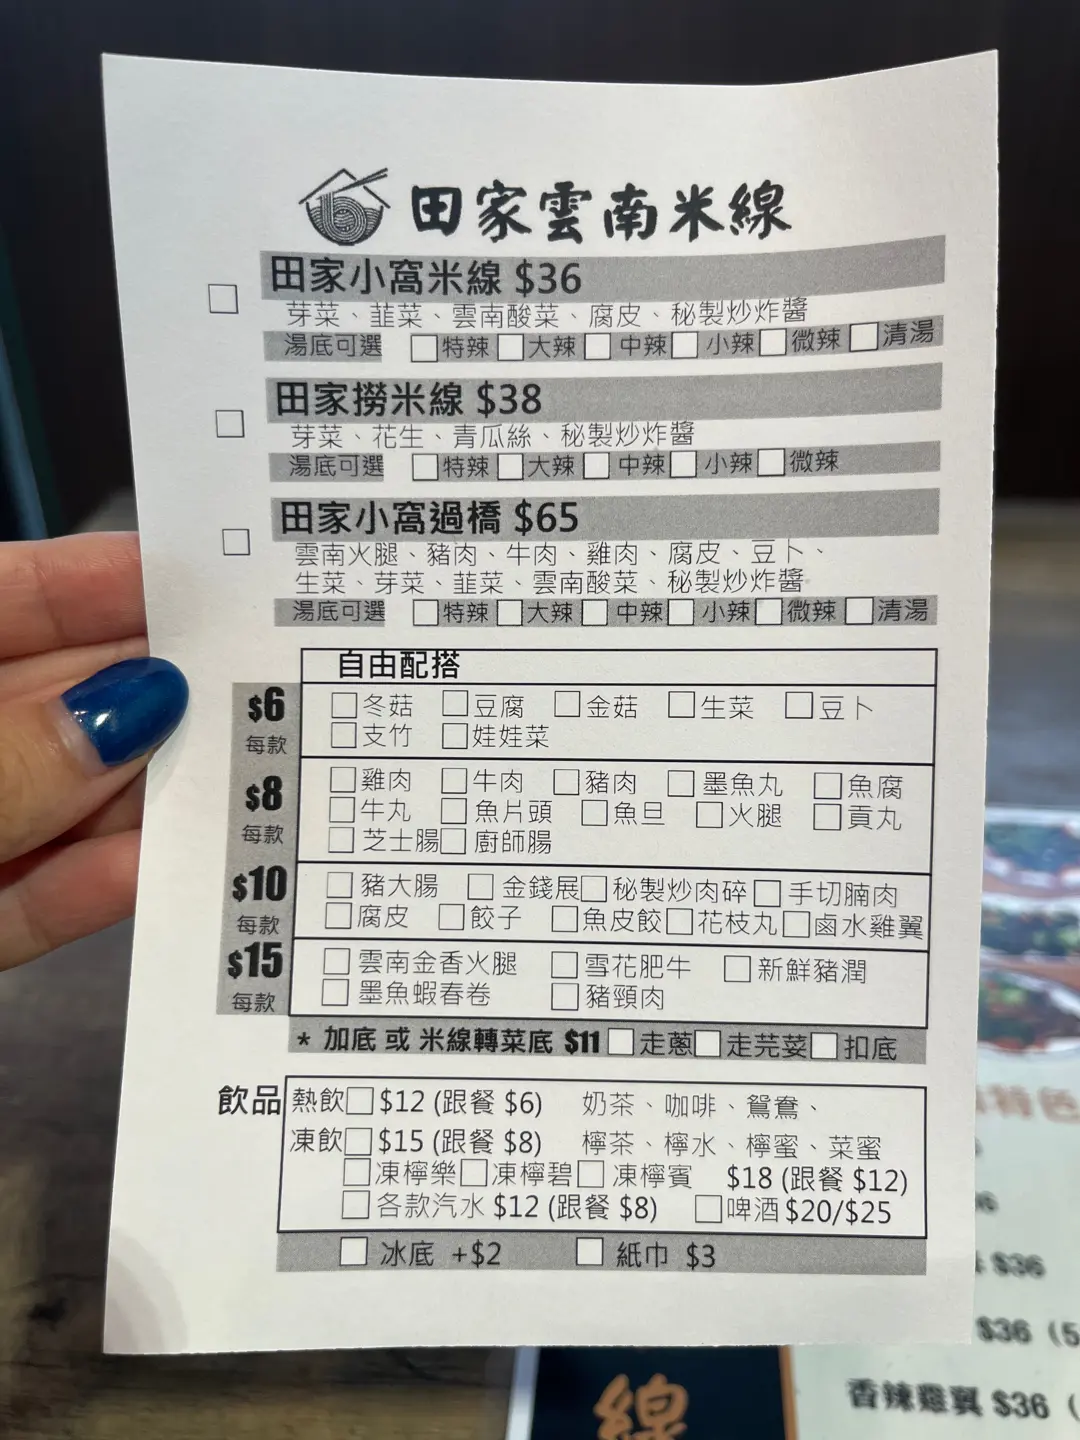 田家雲南米線
田家小窩米線 $36
芽菜、韮菜、雲南酸菜、腐皮、秘製炒炸醬
湯底可選 □特辣□大辣□中辣□小辣□微辣□清湯
田家撈米線 $38
芽菜、花生、青瓜絲、秘製炒炸醬
湯底可選 □特辣□大辣□中辣□小辣□微辣
田家小窩過橋 $65
雲南火腿、豬肉、牛肉、雞肉、腐皮、豆卜、
生菜、芽菜、韮菜、雲南酸菜、秘製炒炸醬
湯底可選 □特辣□大辣□中辣□小辣□微辣□清湯
自由配搭
$6 每款
□冬菇 □豆腐 □金菇 □生菜 □豆卜
□支竹 □娃娃菜
$8 每款
□雞肉 □牛肉 □豬肉 □墨魚丸 □魚腐
□牛丸 □魚片頭 □魚旦 □火腿 □貢丸
□芝士腸□廚師腸
$10 每款
□豬大腸 □金錢展□秘製炒肉碎□手切腩肉
□腐皮 □餃子 □魚皮餃□花枝丸□鹵水雞翼
$15 每款
□雲南金香火腿 □雪花肥牛 □新鮮豬潤
□墨魚蝦春卷 □豬頸肉
* 加底 或 米線轉菜底 $11 □走蔥□走芫荽□扣底
飲品
熱飲□$12 (跟餐 $6) 奶茶、咖啡、鴛鴦、
凍飲□$15 (跟餐 $8) 檸茶、檸水、檸蜜、菜蜜
□凍檸樂□凍檸碧□凍檸賓 $18 (跟餐 $12)
□各款汽水 $12 (跟餐 $8) □啤酒 $20/$25
□ 冰底 +$2 □ 紙巾 $3
特色
$36
$36 (5
香辣雞翼 $36 (
線